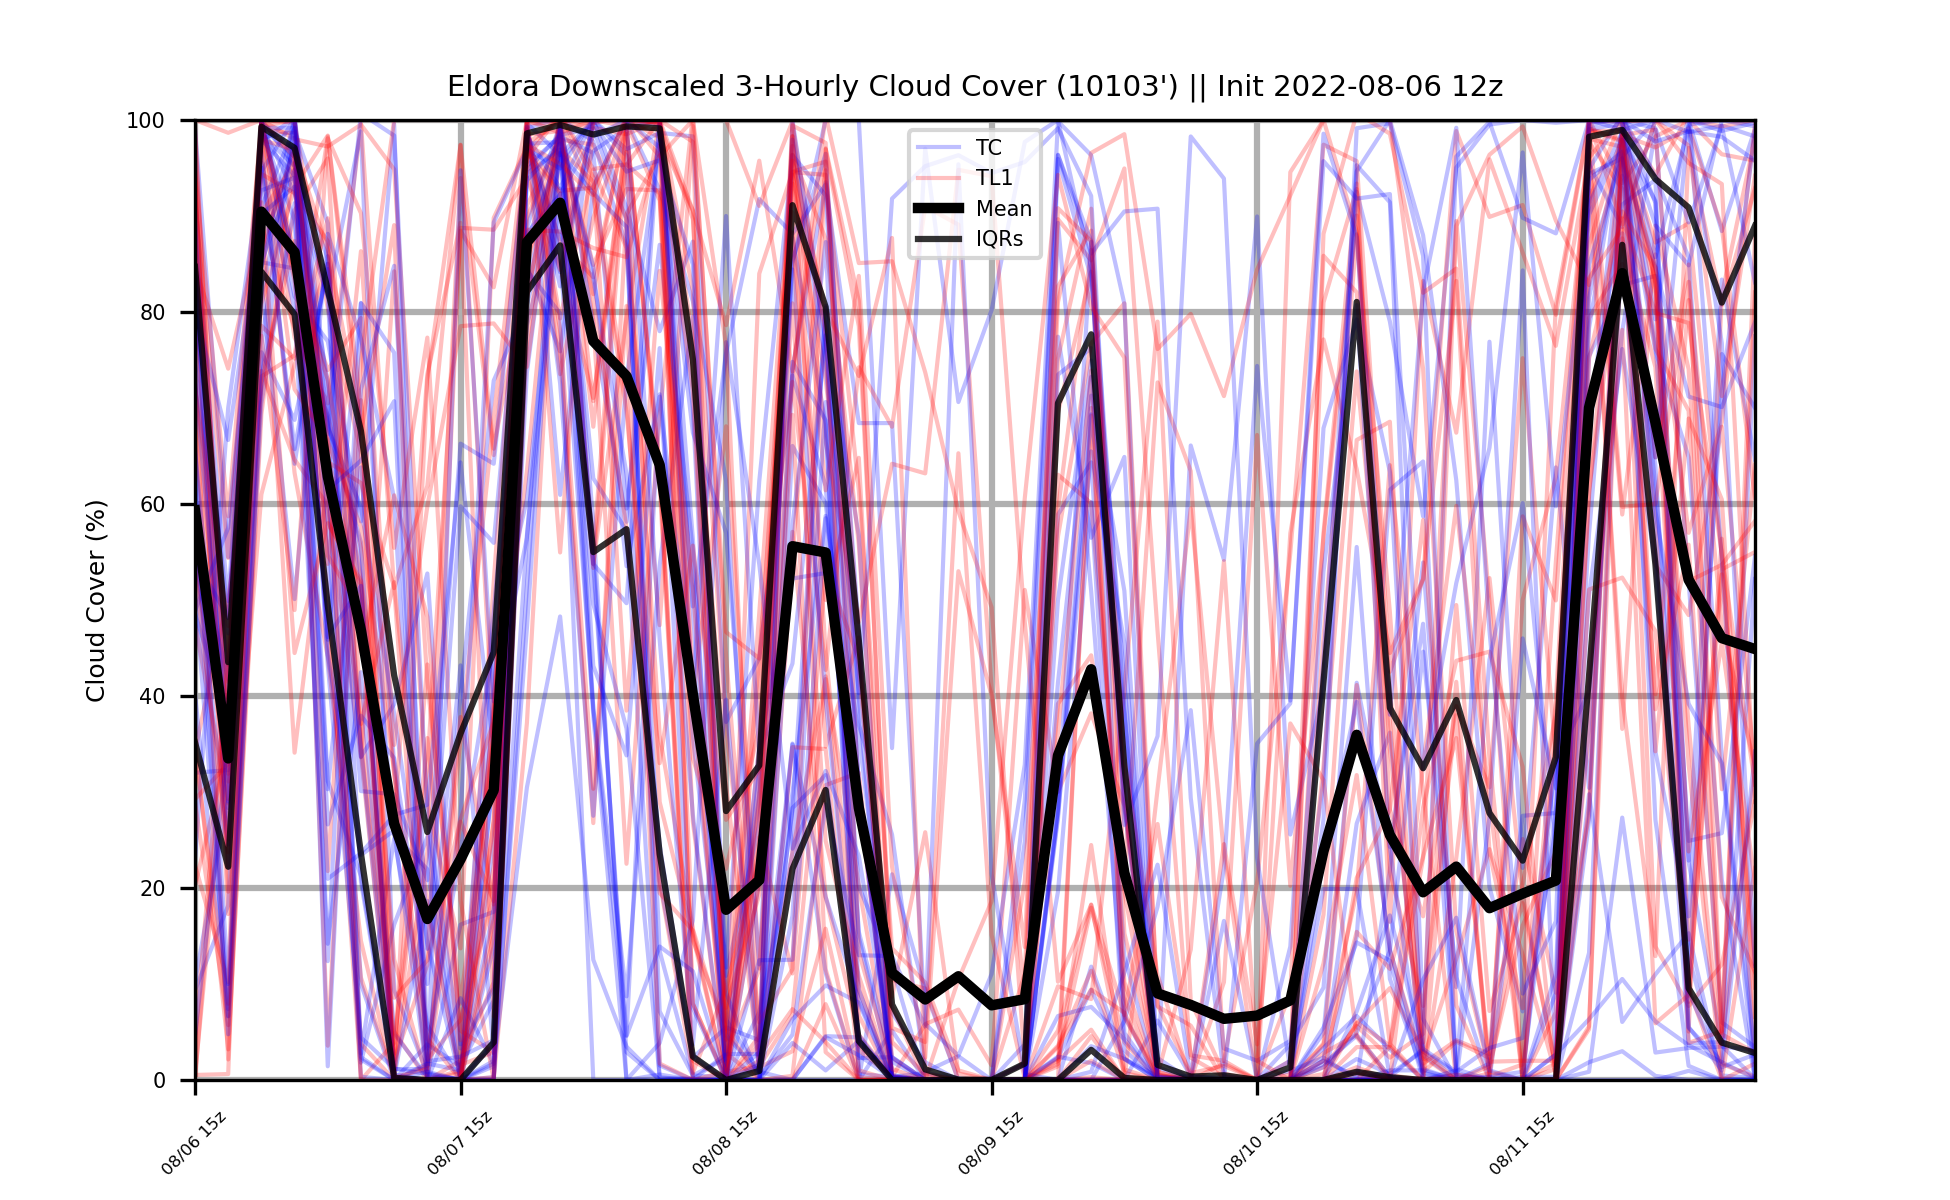 Eldora Downscaled 3-Hourly Cloud Cover (10103') || Init 2022-08-06 12z
Cloud Cover (%)
100
80
60
40
20
0
TC
TL1
Mean
IQRs
08/06 15z
08/07 15z
08/08 15z
08/09 15z
08/10 15z
08/11 15z